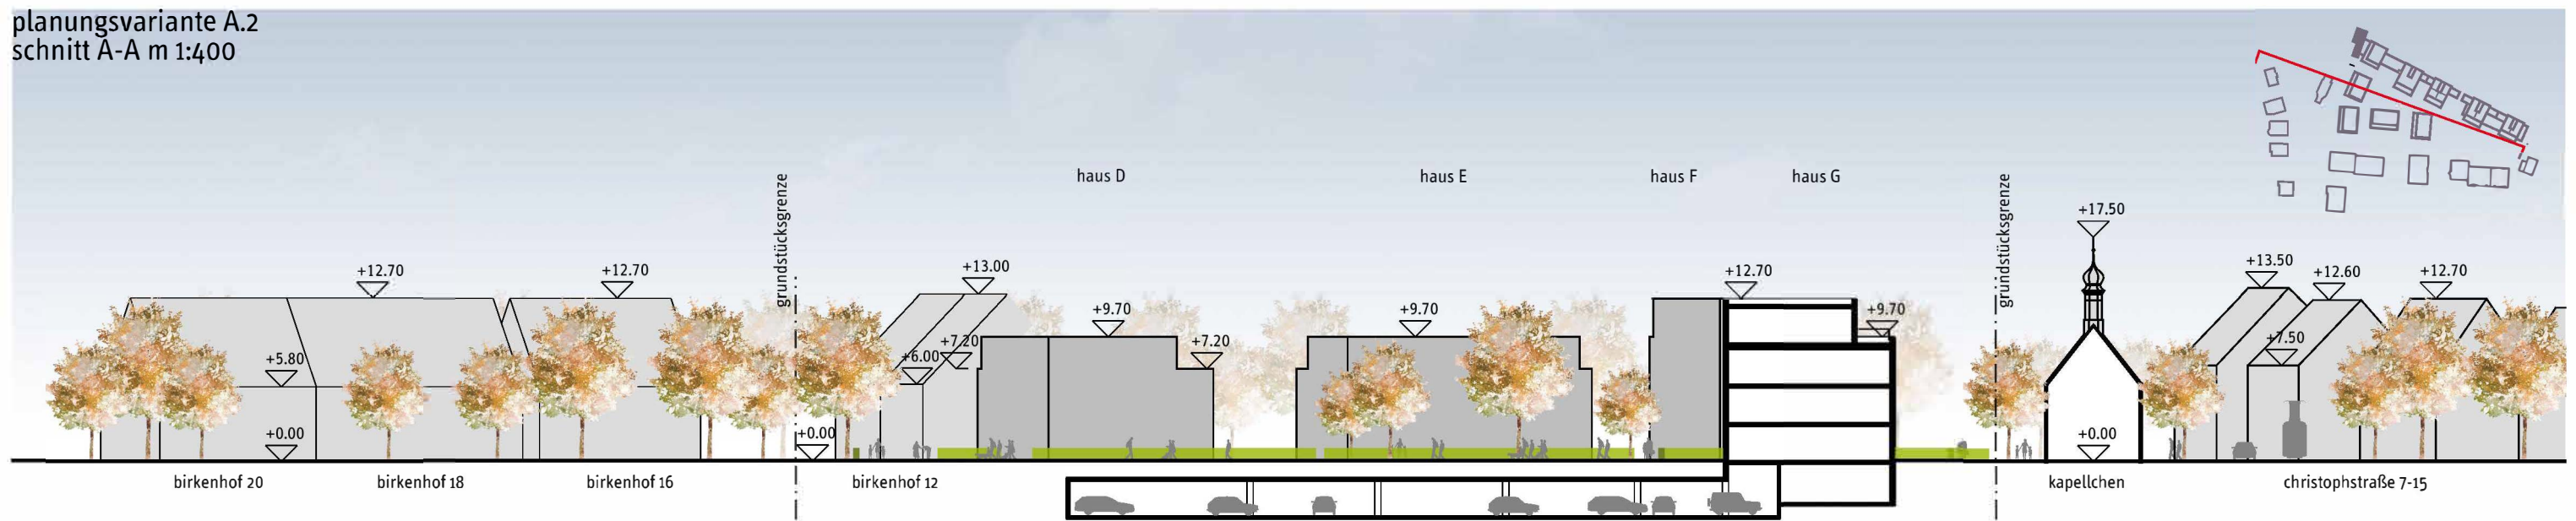 planungsvariante A.2
schnitt A-A m 1:400
grundstücksgrenze
grundstücksgrenze
haus D
haus E
haus F
haus G
+17.50
+12.70
+12.70
+13.00
+12.70
+13.50
+12.60
+12.70
+9.70
+9.70
+9.70
+5.80
+6.00
+7.20
+7.20
+7.50
+0.00
+0.00
+0.00
birkenhof 20
birkenhof 18
birkenhof 16
birkenhof 12
kapellchen
christophstraße 7-15